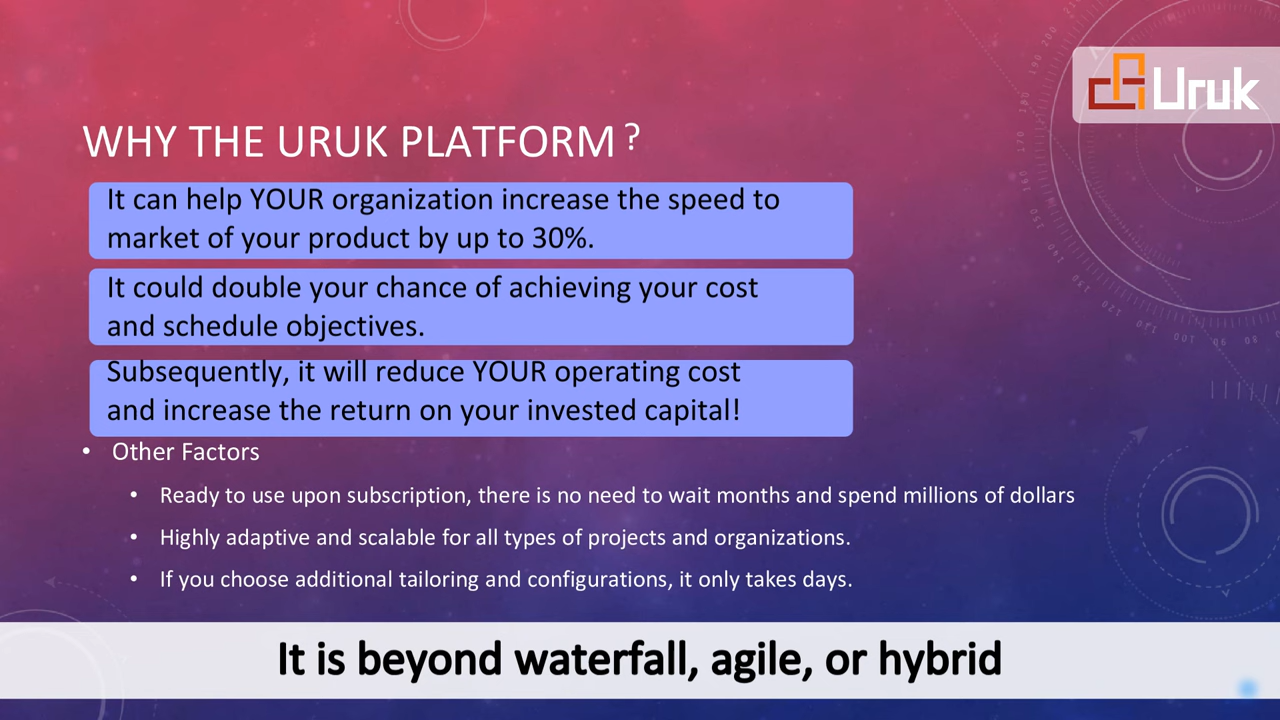 Uruk
WHY THE URUK PLATFORM?
It can help YOUR organization increase the speed to
market of your product by up to 30%.
It could double your chance of achieving your cost
and schedule objectives.
Subsequently, it will reduce YOUR operating cost
and increase the return on your invested capital!
• Other Factors
• Ready to use upon subscription, there is no need to wait months and spend millions of dollars
• Highly adaptive and scalable for all types of projects and organizations.
• If you choose additional tailoring and configurations, it only takes days.
It is beyond waterfall, agile, or hybrid